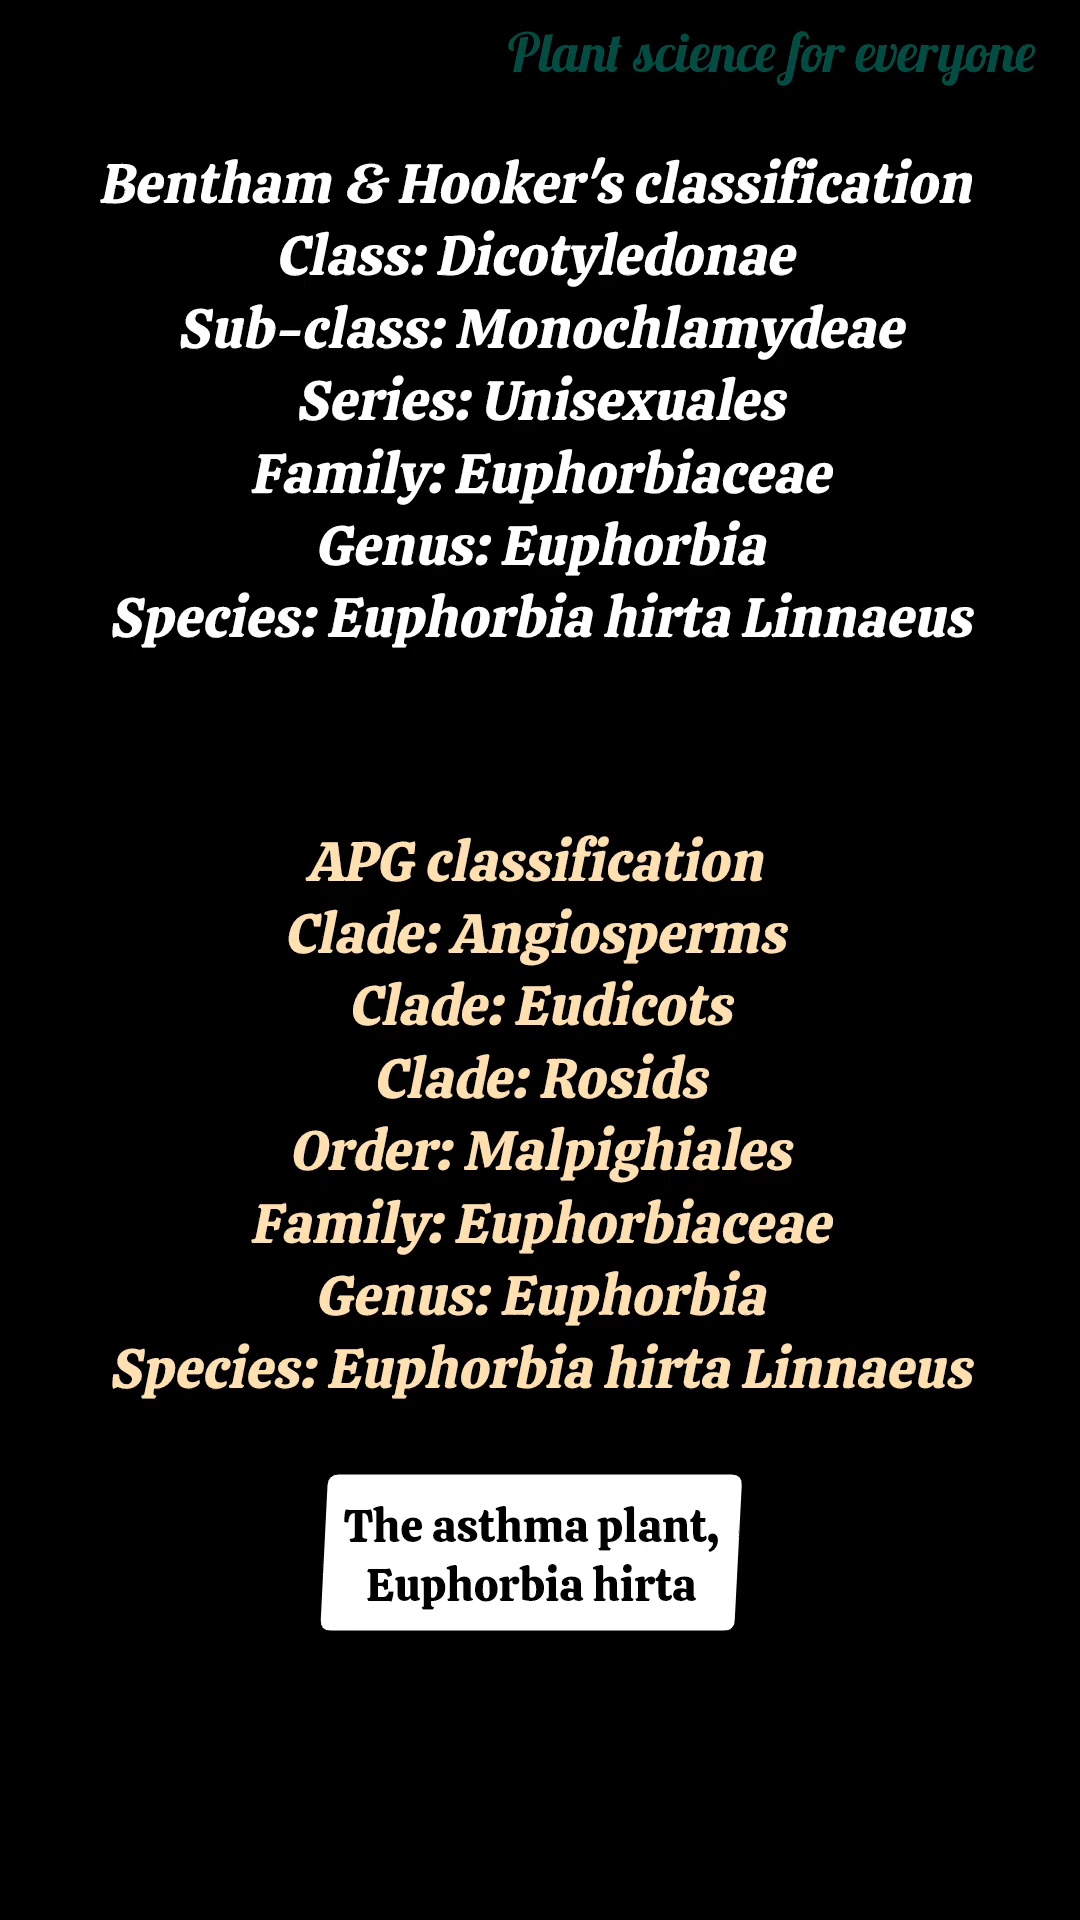 Plant science for everyone
Bentham & Hooker's classification
Class: Dicotyledonae
Sub-class: Monochlamydeae
Series: Unisexuales
Family: Euphorbiaceae
Genus: Euphorbia
Species: Euphorbia hirta Linnaeus
APG classification
Clade: Angiosperms
Clade: Eudicots
Clade: Rosids
Order: Malpighiales
Family: Euphorbiaceae
Genus: Euphorbia
Species: Euphorbia hirta Linnaeus
The asthma plant,
Euphorbia hirta